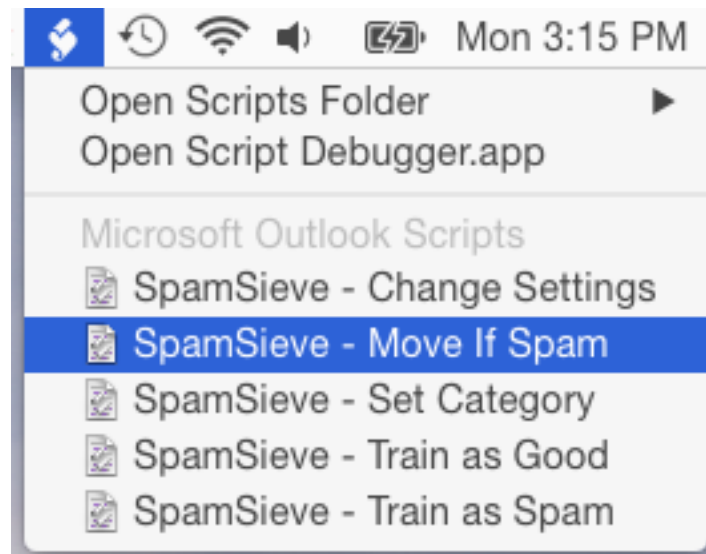 Mon 3:15 PM
Open Scripts Folder
Open Script Debugger.app
Microsoft Outlook Scripts
SpamSieve - Change Settings
SpamSieve - Move If Spam
SpamSieve - Set Category
SpamSieve - Train as Good
SpamSieve - Train as Spam